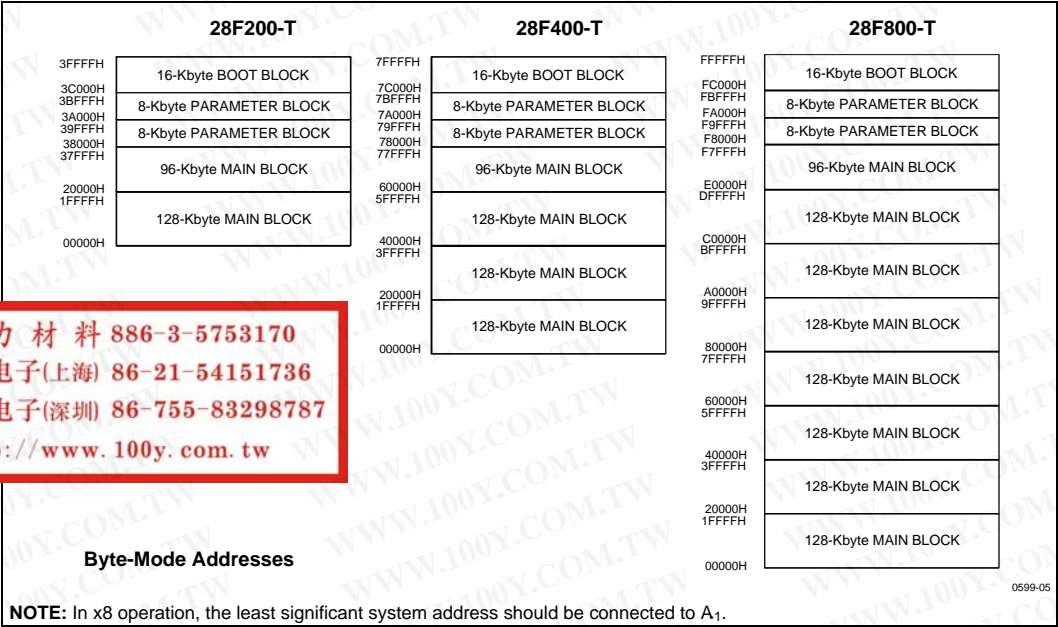 28F200-T
3FFFFH
16-Kbyte BOOT BLOCK
3C000H
3BFFFH
8-Kbyte PARAMETER BLOCK
3A000H
39FFFH
8-Kbyte PARAMETER BLOCK
38000H
37FFFH
96-Kbyte MAIN BLOCK
20000H
1FFFFH
128-Kbyte MAIN BLOCK
00000H
28F400-T
7FFFFH
16-Kbyte BOOT BLOCK
7C000H
7BFFFH
8-Kbyte PARAMETER BLOCK
7A000H
79FFFH
8-Kbyte PARAMETER BLOCK
78000H
77FFFH
96-Kbyte MAIN BLOCK
60000H
5FFFFH
128-Kbyte MAIN BLOCK
40000H
3FFFFH
128-Kbyte MAIN BLOCK
20000H
1FFFFH
128-Kbyte MAIN BLOCK
00000H
28F800-T
FFFFFH
16-Kbyte BOOT BLOCK
FC000H
FBFFFH
8-Kbyte PARAMETER BLOCK
FA000H
F9FFFH
8-Kbyte PARAMETER BLOCK
F8000H
F7FFFH
96-Kbyte MAIN BLOCK
E0000H
DFFFFH
128-Kbyte MAIN BLOCK
C0000H
BFFFFH
128-Kbyte MAIN BLOCK
A0000H
9FFFFH
128-Kbyte MAIN BLOCK
80000H
7FFFFH
128-Kbyte MAIN BLOCK
60000H
5FFFFH
128-Kbyte MAIN BLOCK
40000H
3FFFFH
128-Kbyte MAIN BLOCK
20000H
1FFFFH
128-Kbyte MAIN BLOCK
00000H
力 材 料 886-3-5753170
电子(上海) 86-21-54151736
电子(深圳) 86-755-83298787
://www.100y.com.tw
Byte-Mode Addresses
0599-05
NOTE: In x8 operation, the least significant system address should be connected to A1.
WWW.100Y.COM.TW